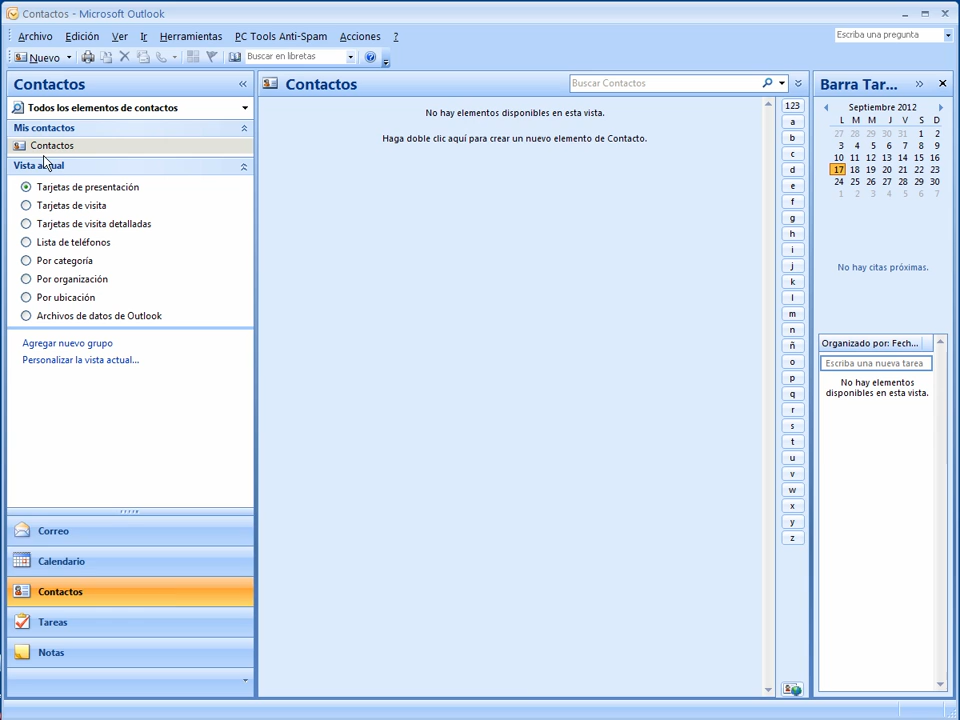 Contactos - Microsoft Outlook
Archivo Edición Ver Ir Herramientas PC Tools Anti-Spam Acciones ?
Escriba una pregunta
Nuevo Buscar en libretas
Contactos
Todos los elementos de contactos
Mis contactos
Contactos
Vista actual
Tarjetas de presentación
Tarjetas de visita
Tarjetas de visita detalladas
Lista de teléfonos
Por categoría
Por organización
Por ubicación
Archivos de datos de Outlook
Agregar nuevo grupo
Personalizar la vista actual...
Correo
Calendario
Contactos
Tareas
Notas
Contactos
Buscar Contactos
No hay elementos disponibles en esta vista.
Haga doble clic aquí para crear un nuevo elemento de Contacto.
123
a
b
c
d
e
f
g
h
i
j
k
l
m
n
ñ
o
p
q
r
s
t
u
v
w
x
y
z
Barra Tar...
Septiembre 2012
L M M J V S D
27 28 29 30 31 1 2
3 4 5 6 7 8 9
10 11 12 13 14 15 16
17 18 19 20 21 22 23
24 25 26 27 28 29 30
1 2 3 4 5 6 7
No hay citas próximas.
Organizado por: Fech...
Escriba una nueva tarea
No hay elementos
disponibles en esta vista.